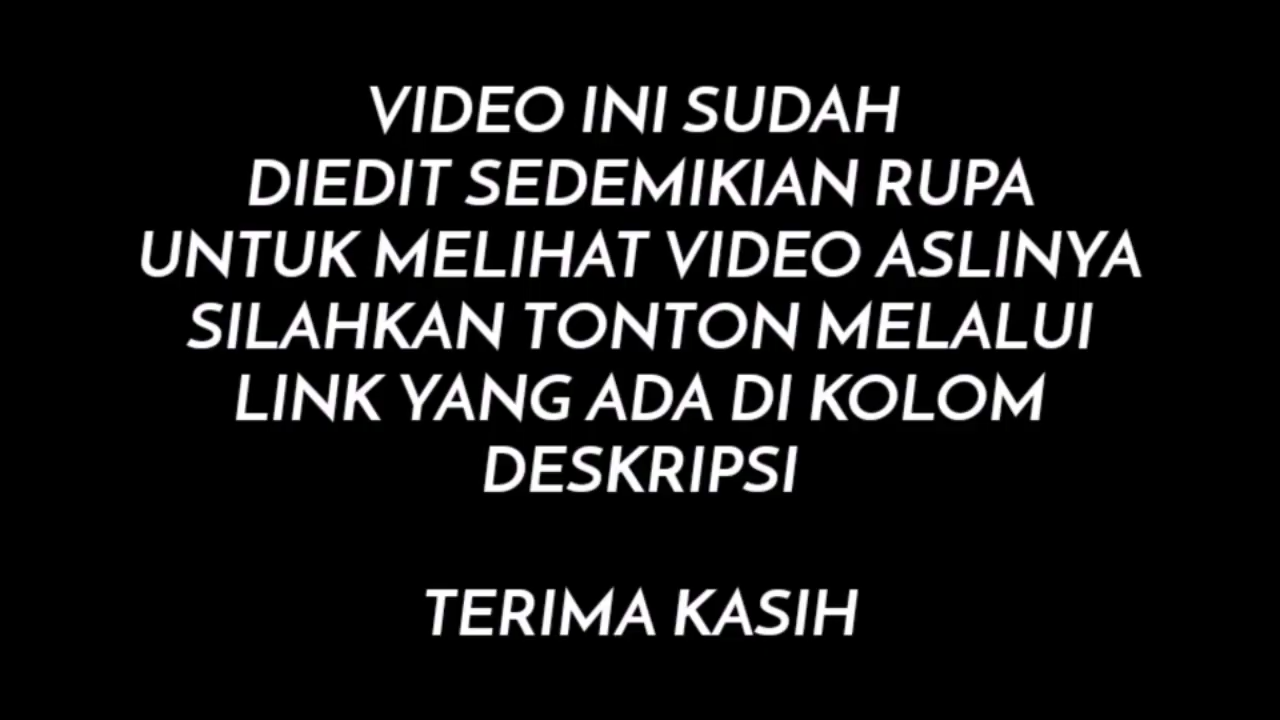 VIDEO INI SUDAH
DIEDIT SEDEMIKIAN RUPA
UNTUK MELIHAT VIDEO ASLINYA
SILAHKAN TONTON MELALUI
LINK YANG ADA DI KOLOM
DESKRIPSI
TERIMA KASIH